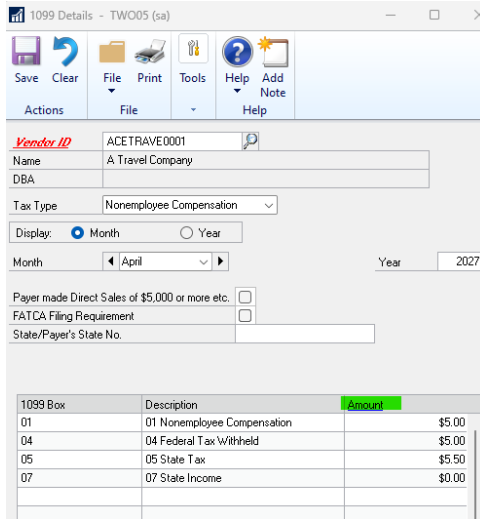 1099 Details - TWO05 (sa)
Save Clear File Print Tools Help Add Note
Actions File Help
Vendor ID ACETRAVE0001
Name A Travel Company
DBA
Tax Type Nonemployee Compensation
Display: Month Year
Month April Year 2027
Payer made Direct Sales of $5,000 or more etc.
FATCA Filing Requirement
State/Payer's State No.
1099 Box Description Amount
01 01 Nonemployee Compensation $5.00
04 04 Federal Tax Withheld $5.00
05 05 State Tax $5.50
07 07 State Income $0.00